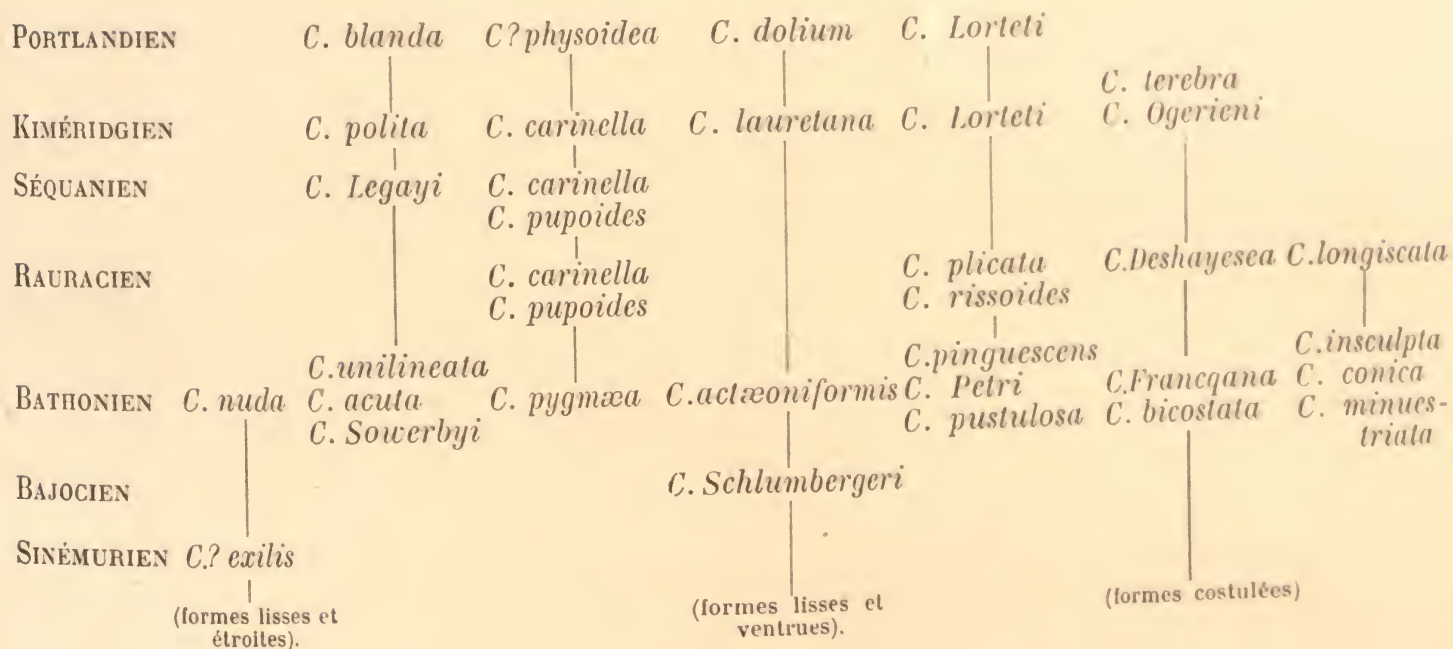 PORTLANDIEN C. blanda C? physoidea C. dolium C. Lorteti
C. terebra
KIMÉRIDGIEN C. polita C. carinella C. lauretana C. Lorteti C. Ogerieni
SÉQUANIEN C. Legayi C. carinella
C. pupoides
RAURACIEN C. carinella C. plicata C. Deshayesea C. longiscata
C. pupoides C. rissoides
C. unilineata C. pinguescens C. insculpta
BATHONIEN C. nuda C. acuta C. pygmæa C. actæoniformis C. Petri C. Francqana C. conica
C. Sowerbyi C. pustulosa C. bicostata C. minues-
triata
BAJOCIEN C. Schlumbergeri
SINÉMURIEN C.? exilis
(formes lisses et étroites).
(formes lisses et ventrues).
(formes costulées)